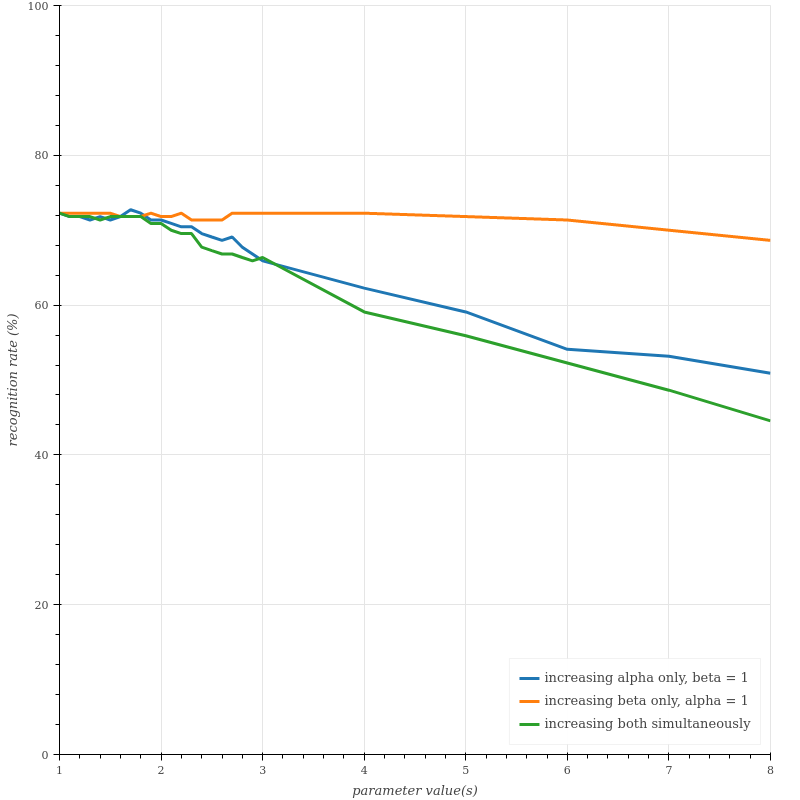 100
80
60
40
20
0
recognition rate (%)
1 2 3 4 5 6 7 8
parameter value(s)
increasing alpha only, beta = 1
increasing beta only, alpha = 1
increasing both simultaneously